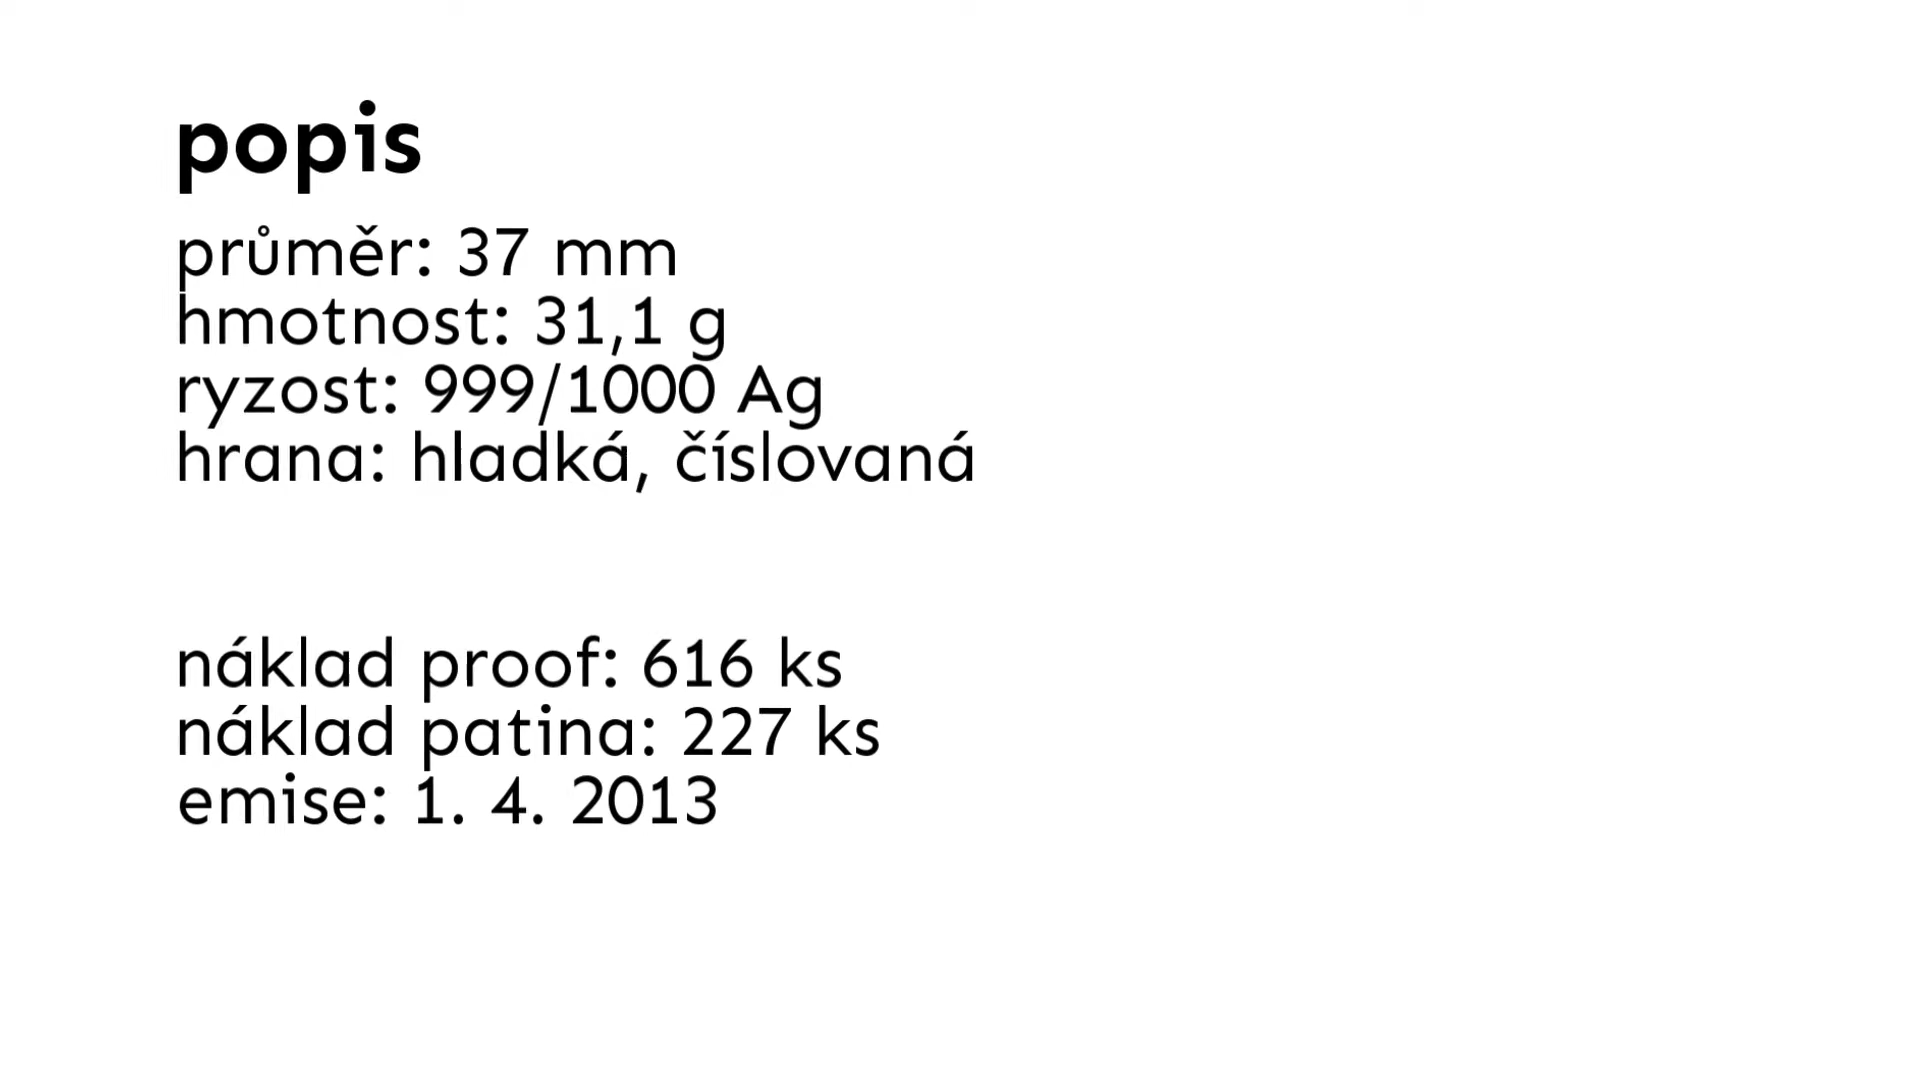 popis
průměr: 37 mm
hmotnost: 31,1 g
ryzost: 999/1000 Ag
hrana: hladká, číslovaná
náklad proof: 616 ks
náklad patina: 227 ks
emise: 1. 4. 2013